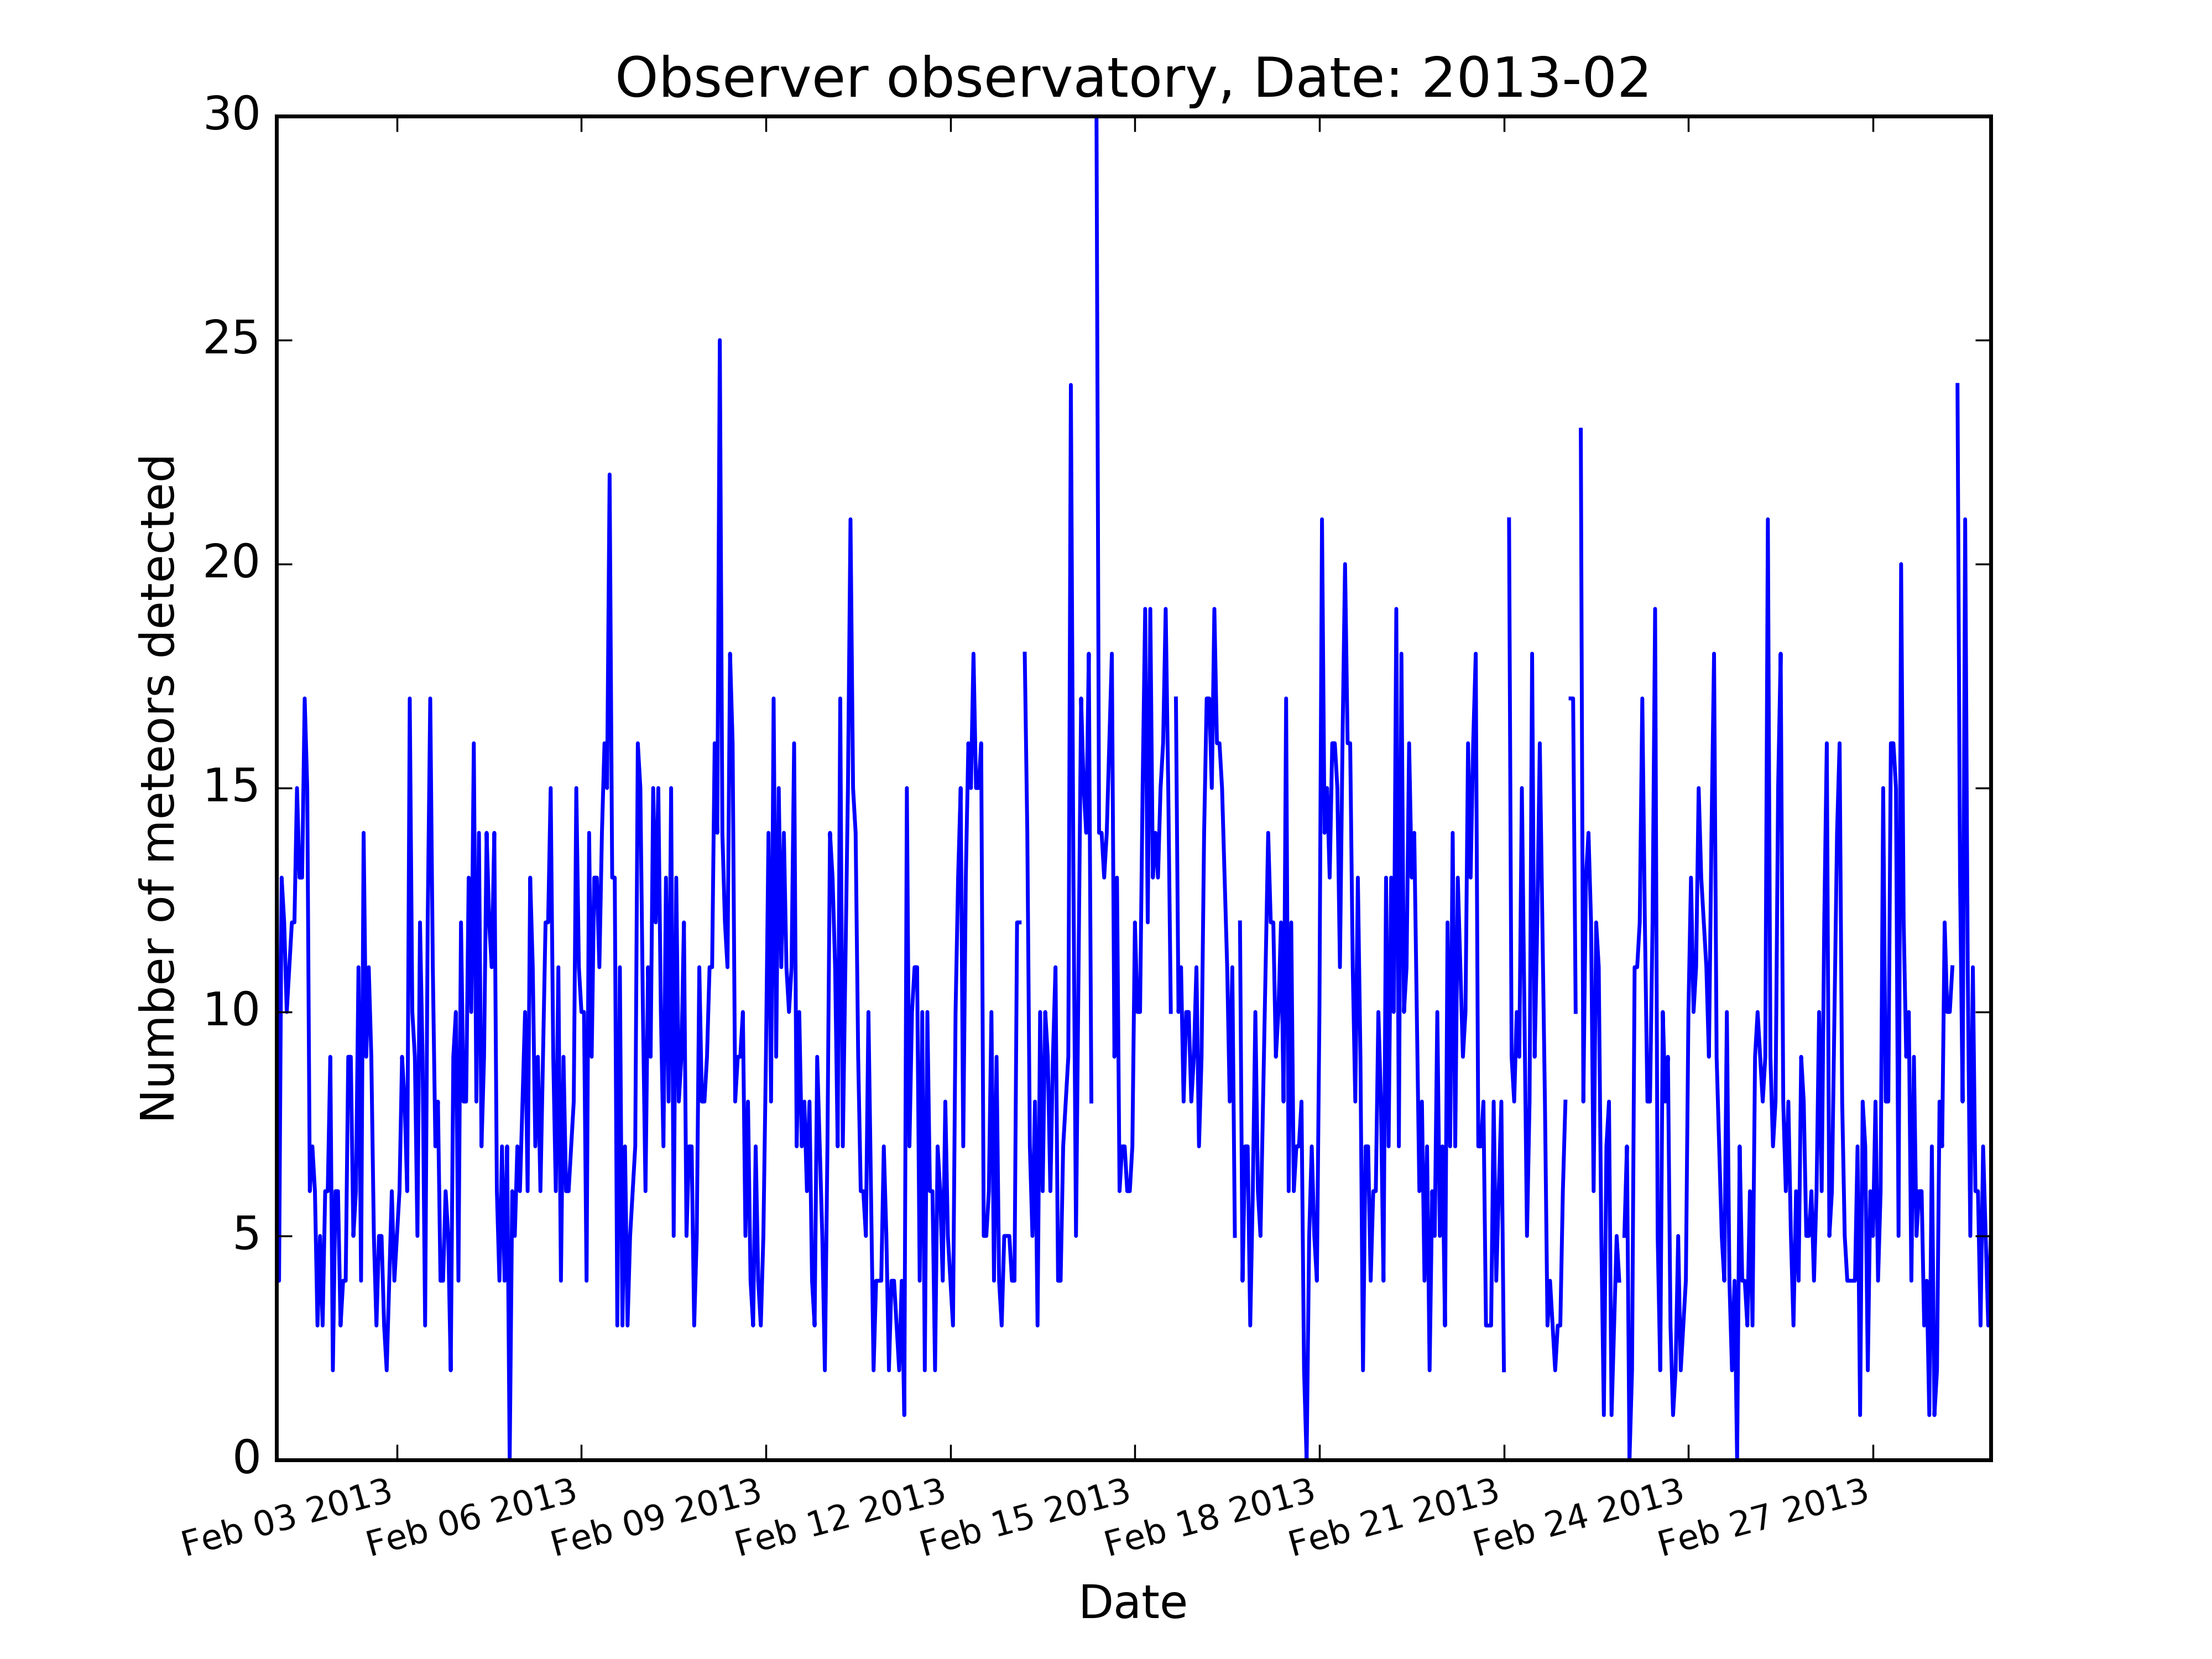 Observer observatory, Date: 2013-02
30
25
20
15
10
5
0
Number of meteors detected
Feb 03 2013
Feb 06 2013
Feb 09 2013
Feb 12 2013
Feb 15 2013
Feb 18 2013
Feb 21 2013
Feb 24 2013
Feb 27 2013
Date